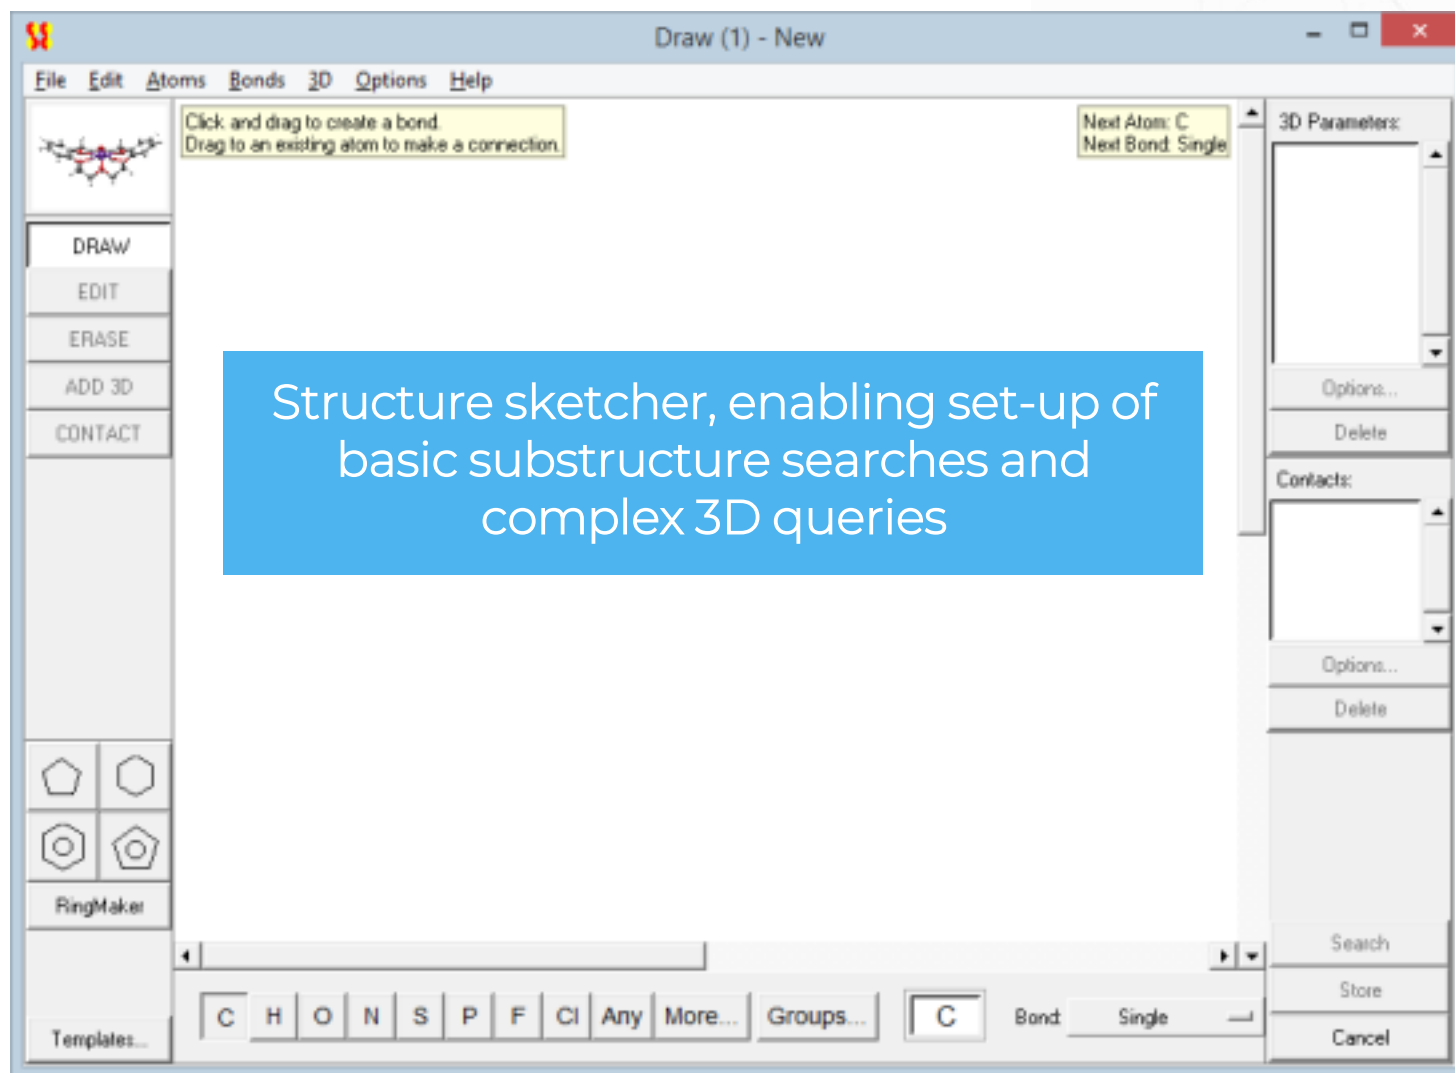 Draw (1) - New
File Edit Atoms Bonds 3D Options Help
Click and drag to create a bond.
Drag to an existing atom to make a connection.
Next Atom: C
Next Bond: Single
3D Parameters:
DRAW
EDIT
ERASE
ADD 3D
CONTACT
Options...
Delete
Contacts:
Structure sketcher, enabling set-up of
basic substructure searches and
complex 3D queries
Options...
Delete
RingMaker
Templates...
C H O N S P F Cl Any More... Groups... C Bond: Single
Search
Store
Cancel